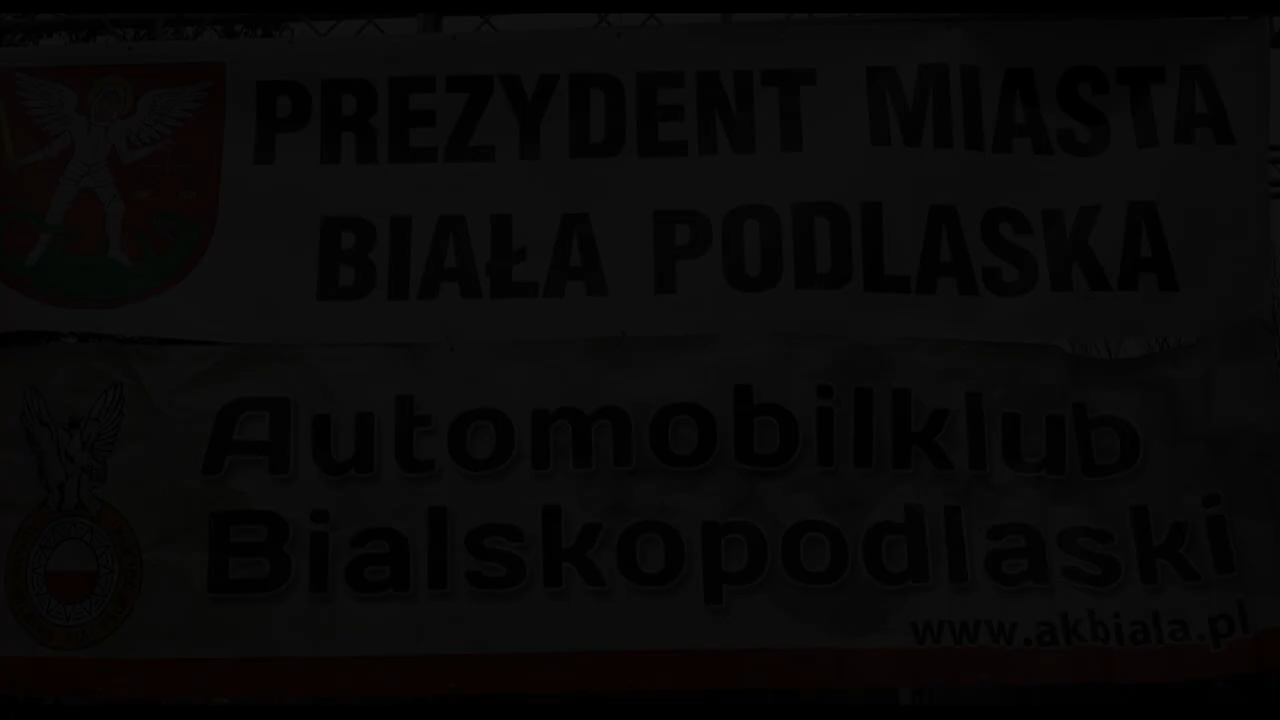 PREZYDENT MIASTA
BIAŁA PODLASKA
Automobilklub
Bialskopodlaski
www.akbiala.pl